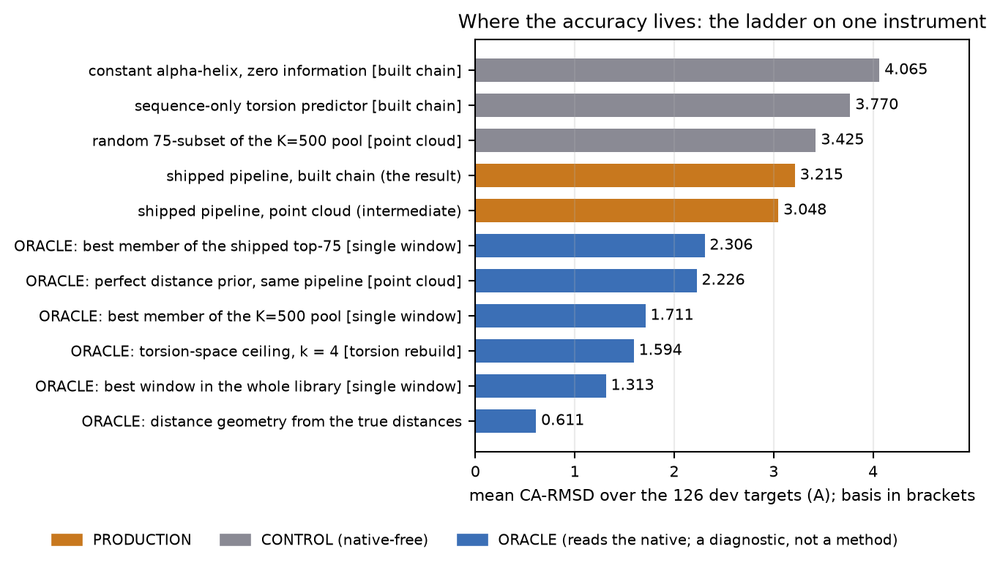 Where the accuracy lives: the ladder on one instrument
constant alpha-helix, zero information [built chain] 4.065
sequence-only torsion predictor [built chain] 3.770
random 75-subset of the K=500 pool [point cloud] 3.425
shipped pipeline, built chain (the result) 3.215
shipped pipeline, point cloud (intermediate) 3.048
ORACLE: best member of the shipped top-75 [single window] 2.306
ORACLE: perfect distance prior, same pipeline [point cloud] 2.226
ORACLE: best member of the K=500 pool [single window] 1.711
ORACLE: torsion-space ceiling, k = 4 [torsion rebuild] 1.594
ORACLE: best window in the whole library [single window] 1.313
ORACLE: distance geometry from the true distances 0.611
0 1 2 3 4
mean CA-RMSD over the 126 dev targets (A); basis in brackets
PRODUCTION CONTROL (native-free) ORACLE (reads the native; a diagnostic, not a method)